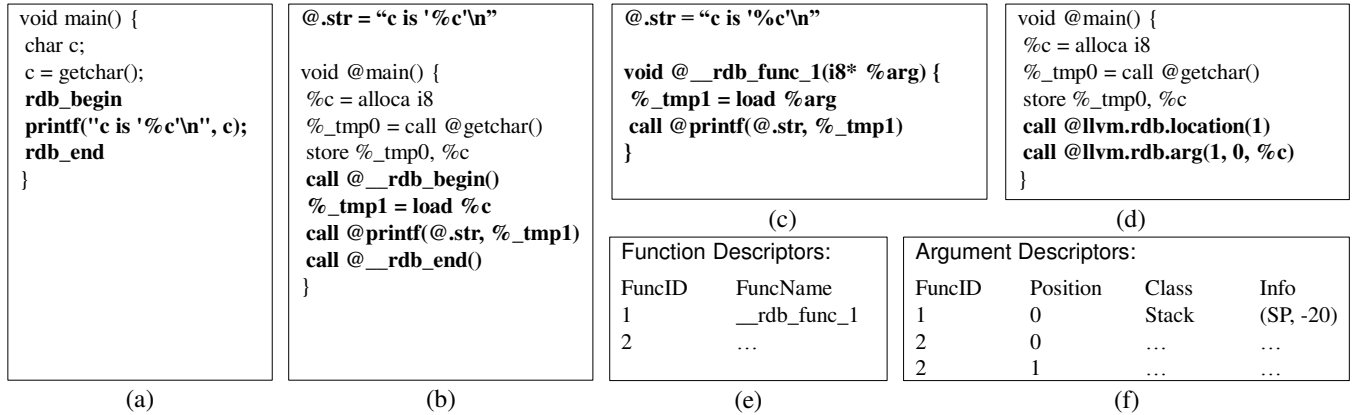 void main() {
char c;
c = getchar();
rdb_begin
printf("c is '%c'\n", c);
rdb_end
}
(a)
@.str = “c is '%c'\n”
void @main() {
%c = alloca i8
%_tmp0 = call @getchar()
store %_tmp0, %c
call @__rdb_begin()
%_tmp1 = load %c
call @printf(@.str, %_tmp1)
call @__rdb_end()
}
(b)
@.str = “c is '%c'\n”
void @__rdb_func_1(i8* %arg) {
%_tmp1 = load %arg
call @printf(@.str, %_tmp1)
}
(c)
void @main() {
%c = alloca i8
%_tmp0 = call @getchar()
store %_tmp0, %c
call @llvm.rdb.location(1)
call @llvm.rdb.arg(1, 0, %c)
}
(d)
Function Descriptors:
FuncID FuncName
1 __rdb_func_1
2 …
(e)
Argument Descriptors:
FuncID Position Class Info
1 0 Stack (SP, -20)
2 0 … …
2 1 … …
(f)